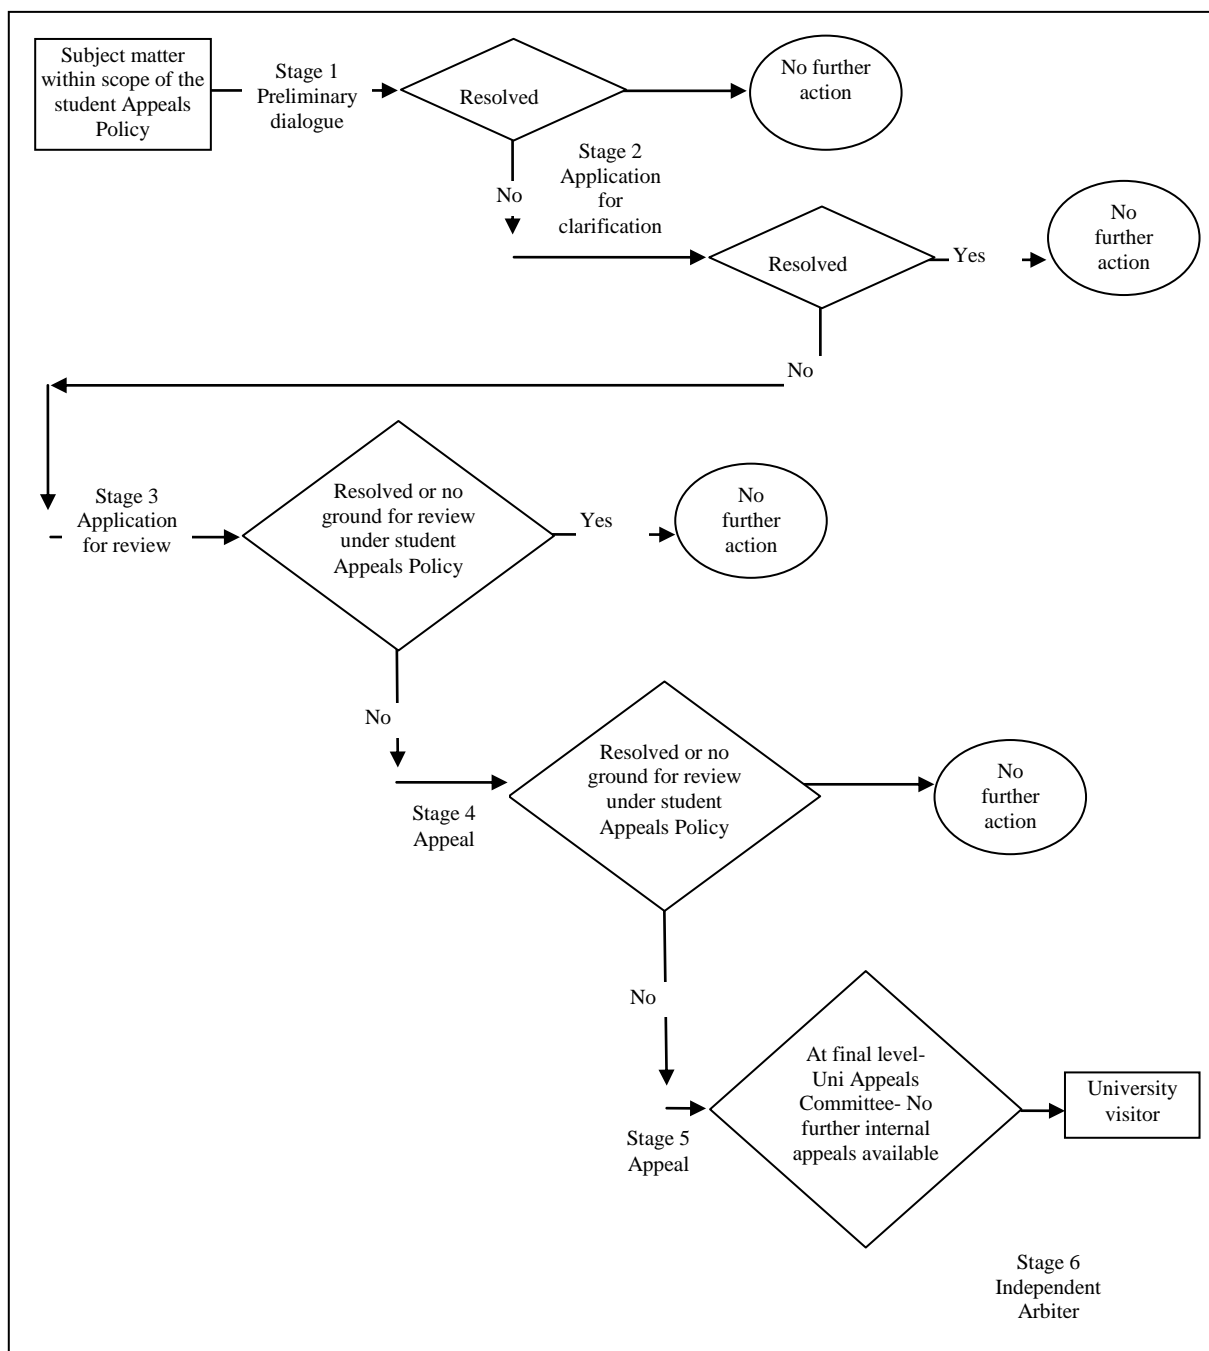 Subject matter
within scope of the
student Appeals
Policy
Stage 1
Preliminary
dialogue
Resolved
No further
action
No
Stage 2
Application
for
clarification
Resolved
Yes
No
further
action
No
Stage 3
Application
for review
Resolved or no
ground for review
under student
Appeals Policy
Yes
No
further
action
No
Stage 4
Appeal
Resolved or no
ground for review
under student
Appeals Policy
No
further
action
No
Stage 5
Appeal
At final level-
Uni Appeals
Committee- No
further internal
appeals available
University
visitor
Stage 6
Independent
Arbiter